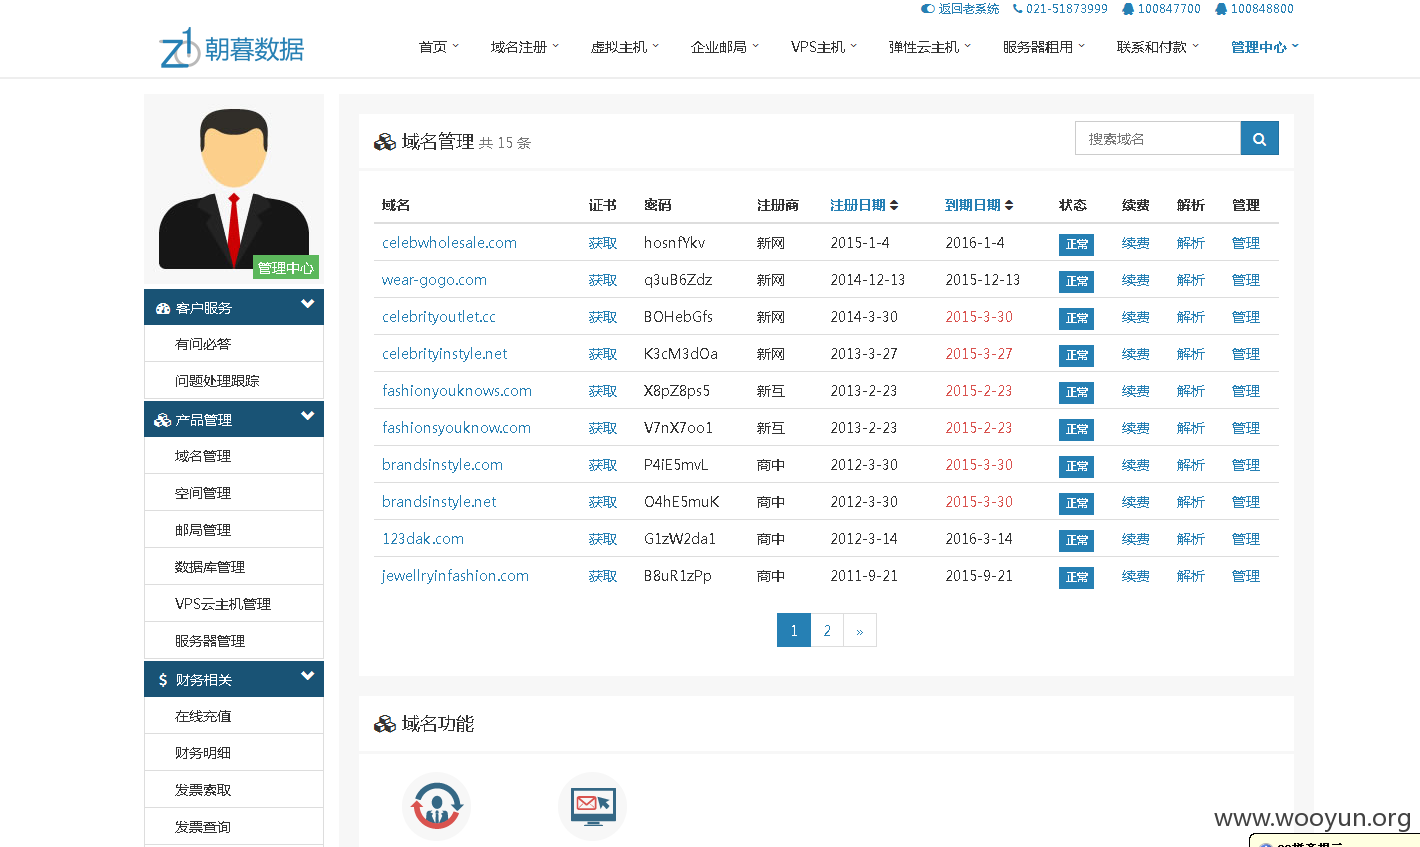 返回老系统 021-51873999 100847700 100848800
Z01 朝暮数据 首页 域名注册 虚拟主机 企业邮局 VPS主机 弹性云主机 服务器租用 联系和付款 管理中心
管理中心
客户服务
有问必答
问题处理跟踪
产品管理
域名管理
空间管理
邮局管理
数据库管理
VPS云主机管理
服务器管理
$ 财务相关
在线充值
财务明细
发票索取
发票查询
域名管理 共 15 条 搜索域名
域名 证书 密码 注册商 注册日期 到期日期 状态 续费 解析 管理
celebwholesale.com 获取 hosnfYkv 新网 2015-1-4 2016-1-4 正常 续费 解析 管理
wear-gogo.com 获取 q3uB6Zdz 新网 2014-12-13 2015-12-13 正常 续费 解析 管理
celebrityoutlet.cc 获取 BOHebGfs 新网 2014-3-30 2015-3-30 正常 续费 解析 管理
celebrityinstyle.net 获取 K3cM3dOa 新网 2013-3-27 2015-3-27 正常 续费 解析 管理
fashionyouknows.com 获取 X8pZ8ps5 新互 2013-2-23 2015-2-23 正常 续费 解析 管理
fashionsyouknow.com 获取 V7nX7oo1 新互 2013-2-23 2015-2-23 正常 续费 解析 管理
brandsinstyle.com 获取 P4iE5mvL 商中 2012-3-30 2015-3-30 正常 续费 解析 管理
brandsinstyle.net 获取 O4hE5muK 商中 2012-3-30 2015-3-30 正常 续费 解析 管理
123dak.com 获取 G1zW2da1 商中 2012-3-14 2016-3-14 正常 续费 解析 管理
jewellryinfashion.com 获取 B8uR1zPp 商中 2011-9-21 2015-9-21 正常 续费 解析 管理
1 2 »
域名功能
www.wooyun.org